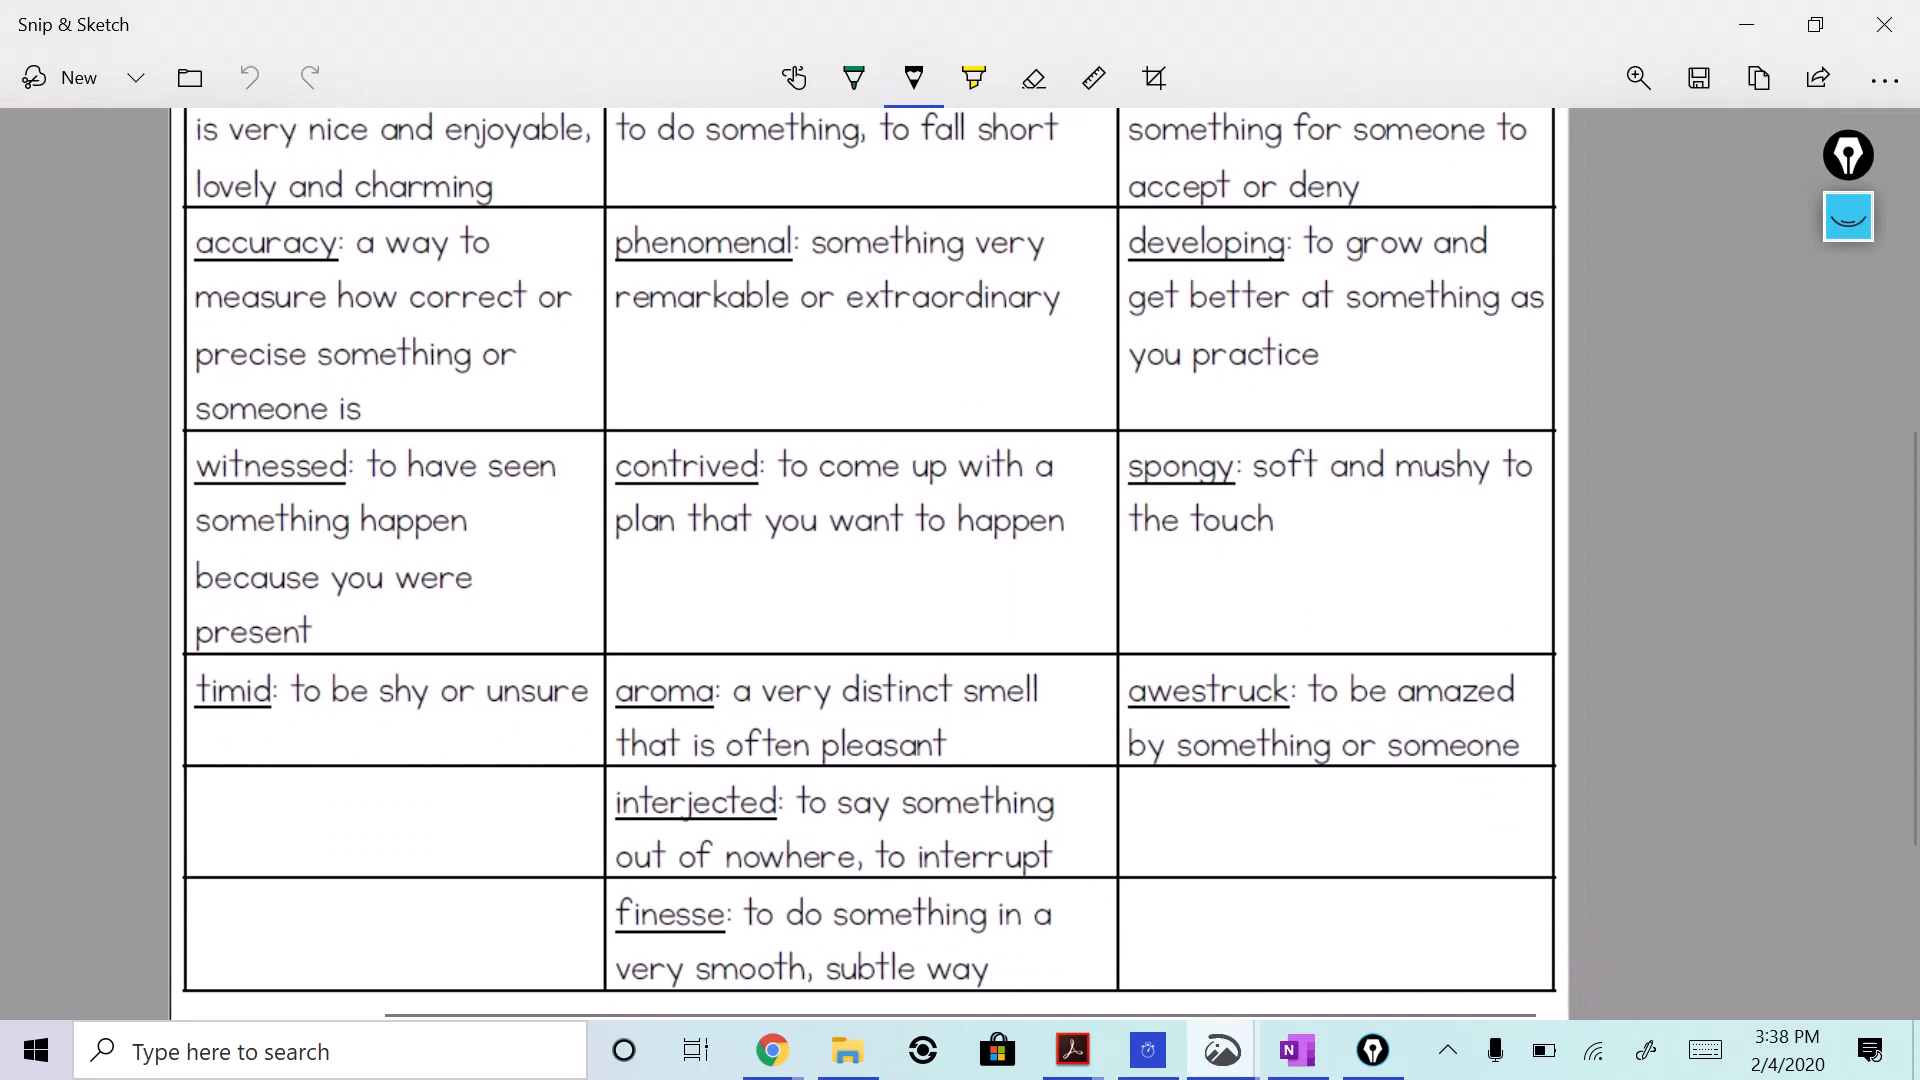 Snip & Sketch
New
is very nice and enjoyable,
lovely and charming
to do something, to fall short
something for someone to
accept or deny
accuracy: a way to
measure how correct or
precise something or
someone is
phenomenal: something very
remarkable or extraordinary
developing: to grow and
get better at something as
you practice
witnessed: to have seen
something happen
because you were
present
contrived: to come up with a
plan that you want to happen
spongy: soft and mushy to
the touch
timid: to be shy or unsure
aroma: a very distinct smell
that is often pleasant
awestruck: to be amazed
by something or someone
interjected: to say something
out of nowhere, to interrupt
finesse: to do something in a
very smooth, subtle way
Type here to search
N
3:38 PM
2/4/2020